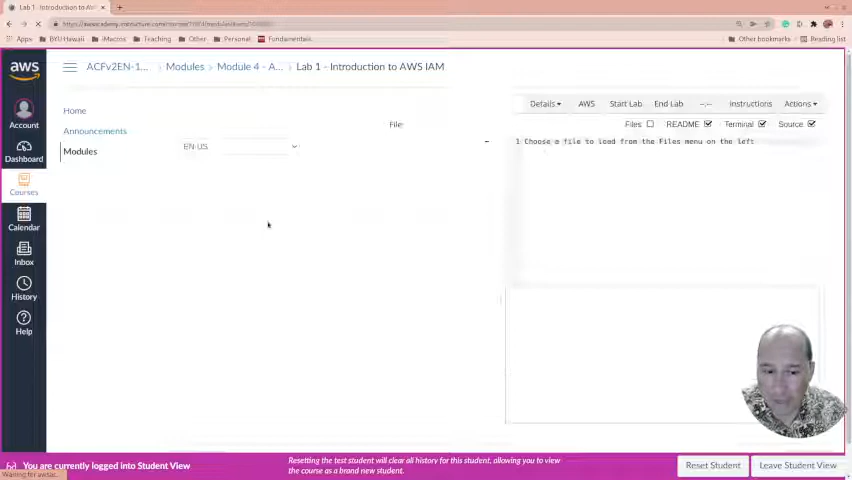 Lab 1 - Introduction to AWS
Apps
BYU Hawaii
iMacros
Teaching
Other
Personal
Fundamentals
Other bookmarks
Reading list
aws
ACFv2EN-1...
Modules
Module 4 - A...
Lab 1 - Introduction to AWS IAM
Account
Dashboard
Courses
Calendar
Inbox
History
Help
Home
Announcements
Modules
EN-US
File
Details
AWS
Start Lab
End Lab
--:--
Instructions
Actions
Files
README
Terminal
Source
1 Choose a file to load from the Files menu on the left
You are currently logged into Student View
Resetting the test student will clear all history for this student, allowing you to view
the course as a brand new student.
Reset Student
Leave Student View